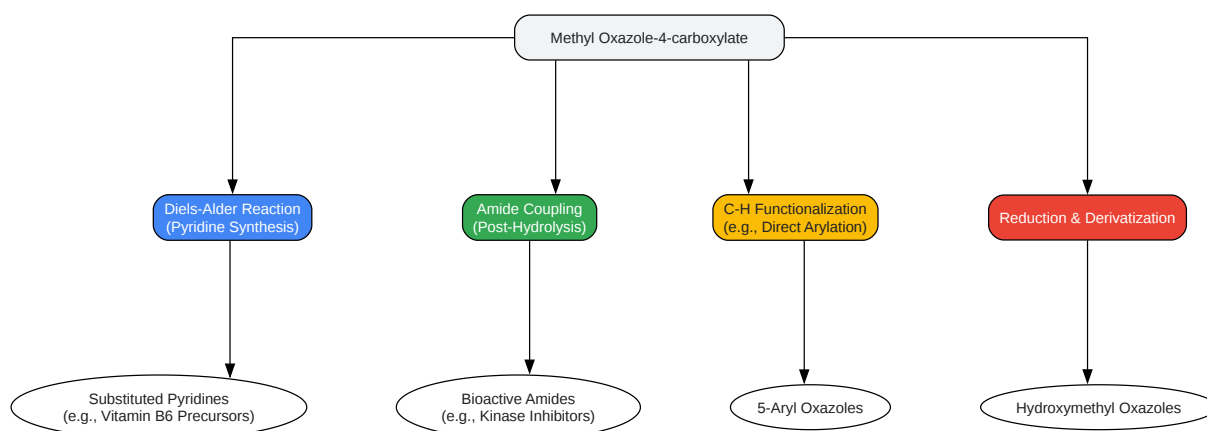 Methyl Oxazole-4-carboxylate
Diels-Alder Reaction
(Pyridine Synthesis)
Amide Coupling
(Post-Hydrolysis)
C-H Functionalization
(e.g., Direct Arylation)
Reduction & Derivatization
Substituted Pyridines
(e.g., Vitamin B6 Precursors)
Bioactive Amides
(e.g., Kinase Inhibitors)
5-Aryl Oxazoles
Hydroxymethyl Oxazoles